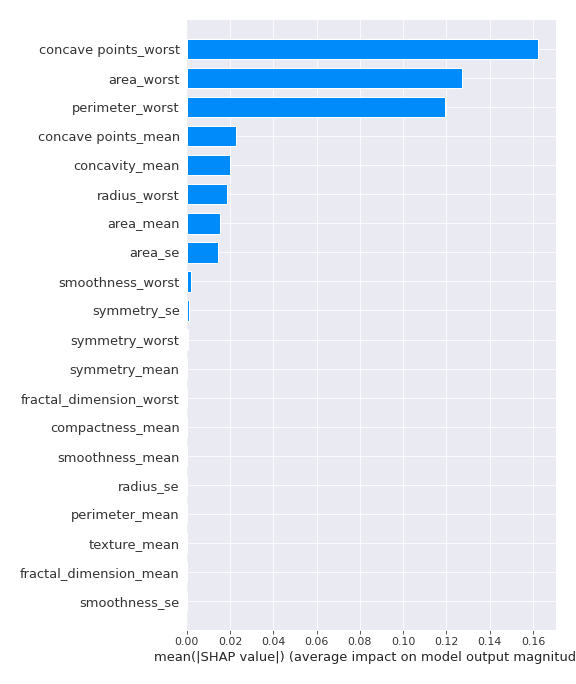 concave points_worst
area_worst
perimeter_worst
concave points_mean
concavity_mean
radius_worst
area_mean
area_se
smoothness_worst
symmetry_se
symmetry_worst
symmetry_mean
fractal_dimension_worst
compactness_mean
smoothness_mean
radius_se
perimeter_mean
texture_mean
fractal_dimension_mean
smoothness_se
0.00 0.02 0.04 0.06 0.08 0.10 0.12 0.14 0.16
mean(|SHAP value|) (average impact on model output magnitud